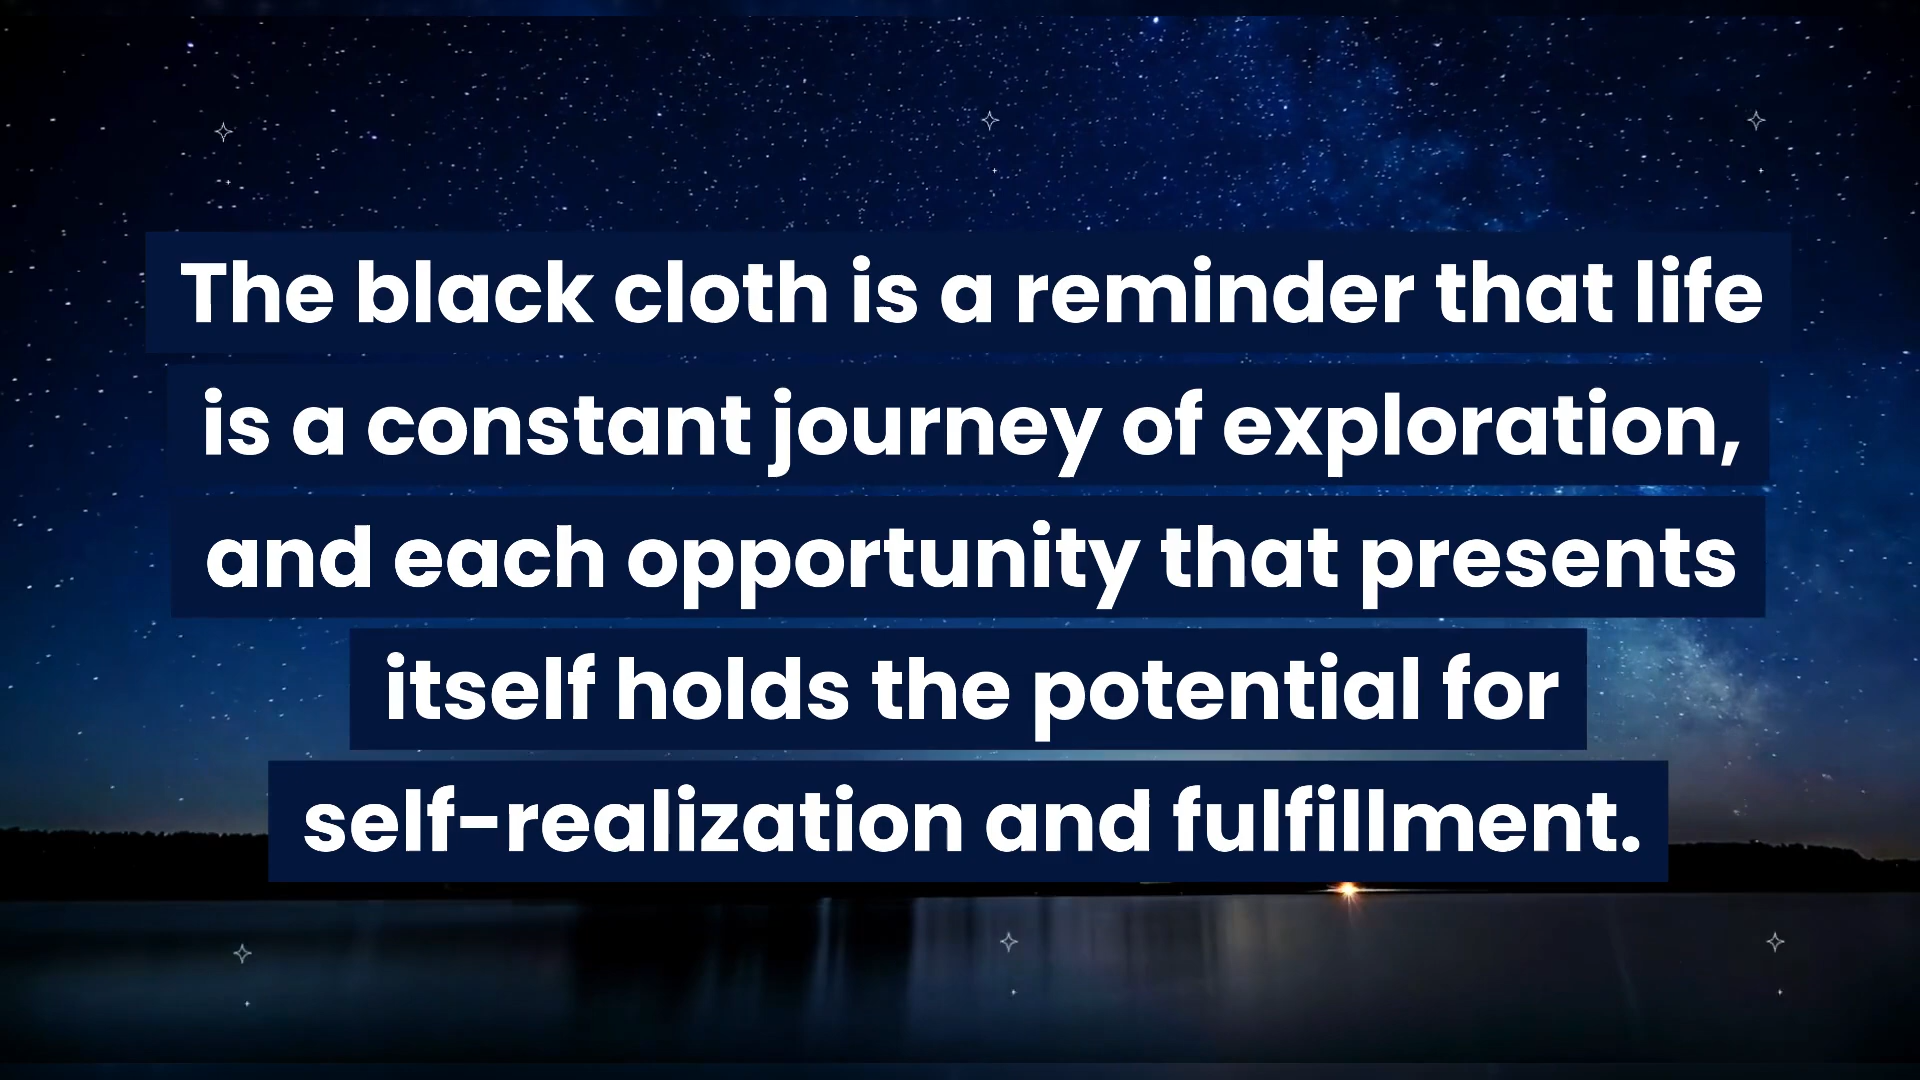 The black cloth is a reminder that life
is a constant journey of exploration,
and each opportunity that presents
itself holds the potential for
self-realization and fulfillment.